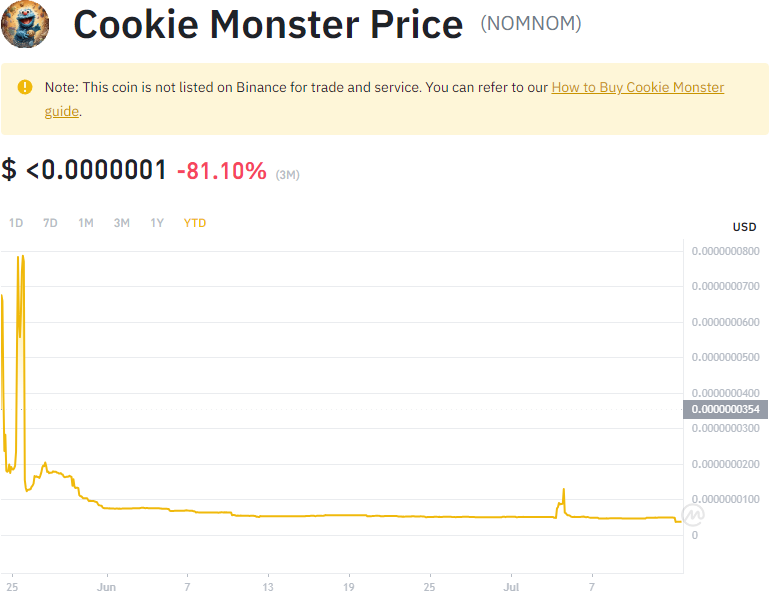 Cookie Monster Price (NOMNOM)
Note: This coin is not listed on Binance for trade and service. You can refer to our How to Buy Cookie Monster
guide.
$ <0.0000001 -81.10% (3M)
1D 7D 1M 3M 1Y YTD
USD
0.0000000800
0.0000000700
0.0000000600
0.0000000500
0.0000000400
0.0000000354
0.0000000300
0.0000000200
0.0000000100
0
25 Jun 7 13 19 25 Jul 7